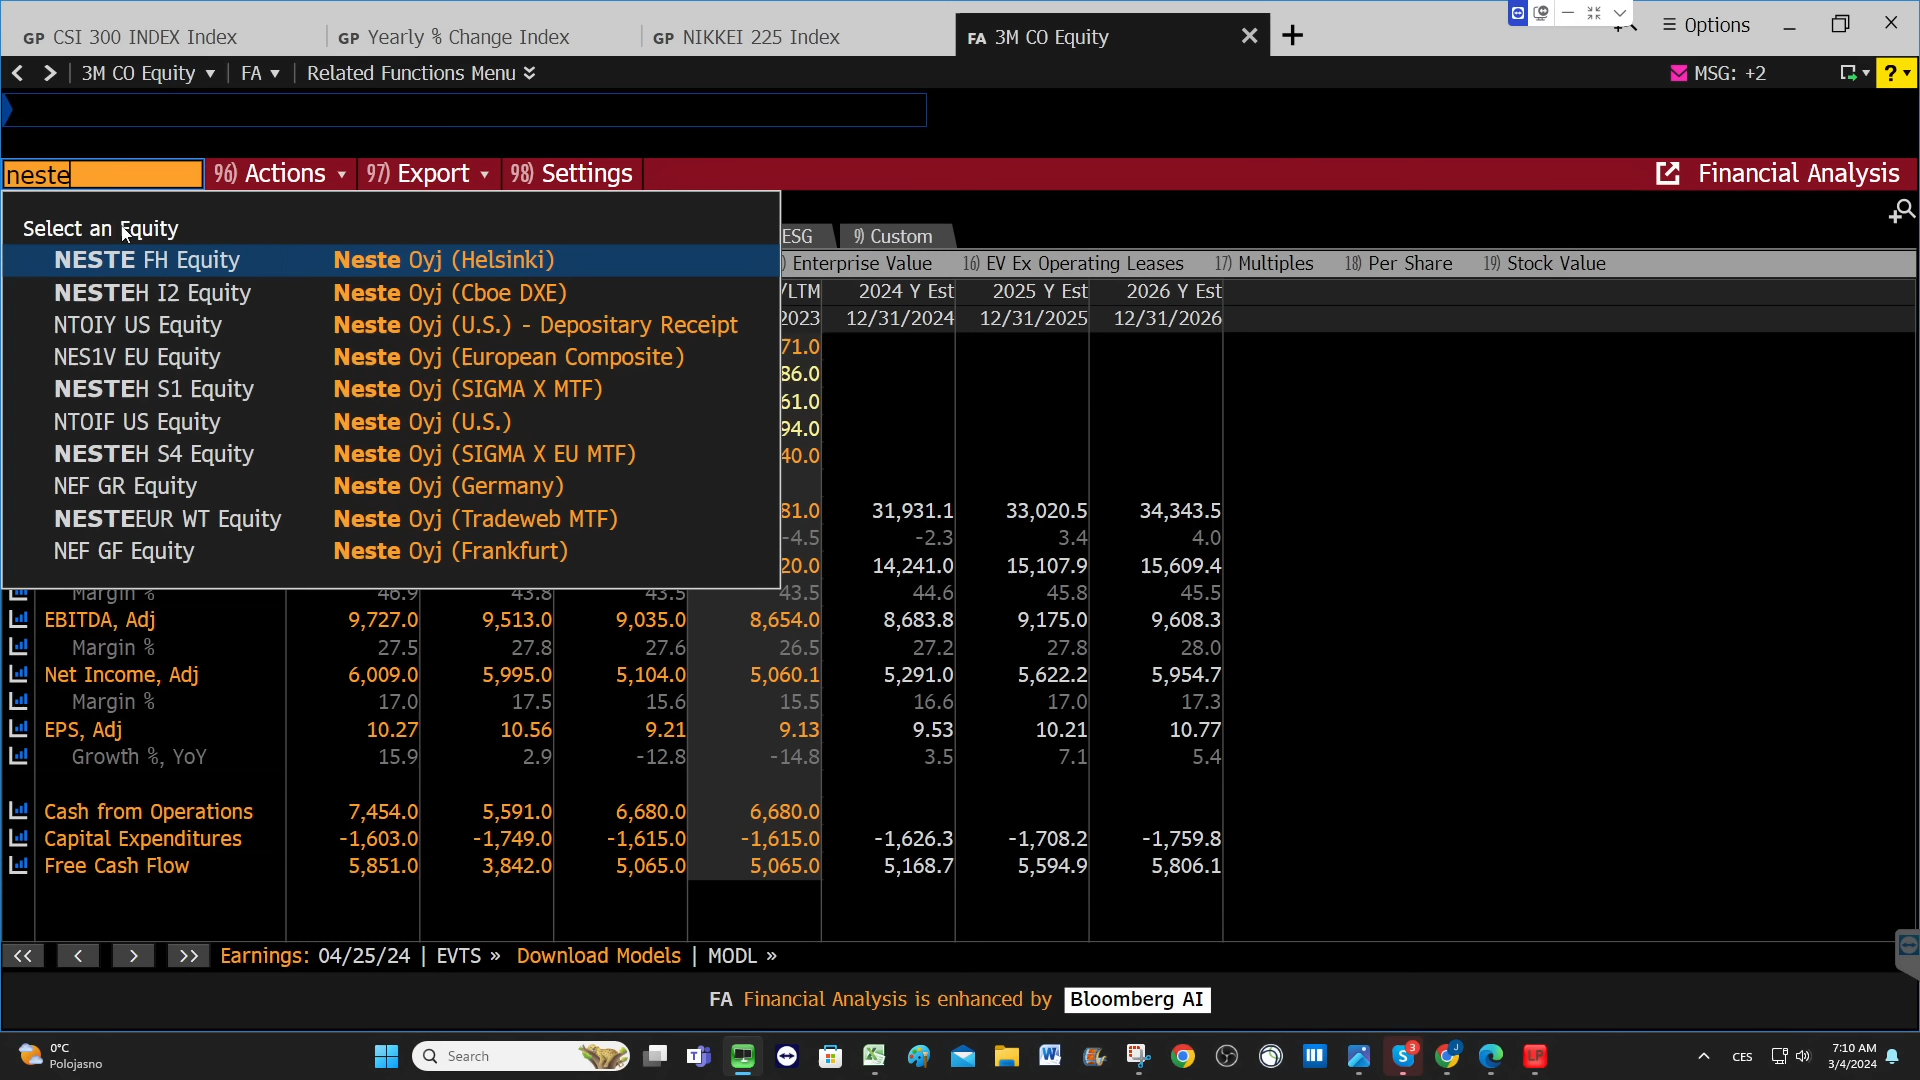 GP CSI 300 INDEX Index
GP Yearly % Change Index
GP NIKKEI 225 Index
FA 3M CO Equity
Options
3M CO Equity
FA
Related Functions Menu
MSG: +2
?
neste
96) Actions
97) Export
98) Settings
Financial Analysis
Select an Equity
ESG
9) Custom
NESTE FH Equity Neste Oyj (Helsinki)
NESTEH I2 Equity Neste Oyj (Cboe DXE)
NTOIY US Equity Neste Oyj (U.S.) - Depositary Receipt
NES1V EU Equity Neste Oyj (European Composite)
NESTEH S1 Equity Neste Oyj (SIGMA X MTF)
NTOIF US Equity Neste Oyj (U.S.)
NESTEH S4 Equity Neste Oyj (SIGMA X EU MTF)
NEF GR Equity Neste Oyj (Germany)
NESTEEUR WT Equity Neste Oyj (Tradeweb MTF)
NEF GF Equity Neste Oyj (Frankfurt)
) Enterprise Value 16) EV Ex Operating Leases 17) Multiples 18) Per Share 19) Stock Value
/LTM 2024 Y Est 2025 Y Est 2026 Y Est
2023 12/31/2024 12/31/2025 12/31/2026
71.0
86.0
61.0
94.0
40.0
81.0 31,931.1 33,020.5 34,343.5
-4.5 -2.3 3.4 4.0
20.0 14,241.0 15,107.9 15,609.4
Margin % 46.9 43.8 43.5 43.5 44.6 45.8 45.5
EBITDA, Adj 9,727.0 9,513.0 9,035.0 8,654.0 8,683.8 9,175.0 9,608.3
Margin % 27.5 27.8 27.6 26.5 27.2 27.8 28.0
Net Income, Adj 6,009.0 5,995.0 5,104.0 5,060.1 5,291.0 5,622.2 5,954.7
Margin % 17.0 17.5 15.6 15.5 16.6 17.0 17.3
EPS, Adj 10.27 10.56 9.21 9.13 9.53 10.21 10.77
Growth %, YoY 15.9 2.9 -12.8 -14.8 3.5 7.1 5.4
Cash from Operations 7,454.0 5,591.0 6,680.0 6,680.0
Capital Expenditures -1,603.0 -1,749.0 -1,615.0 -1,615.0 -1,626.3 -1,708.2 -1,759.8
Free Cash Flow 5,851.0 3,842.0 5,065.0 5,065.0 5,168.7 5,594.9 5,806.1
<< < > >> Earnings: 04/25/24 | EVTS » Download Models | MODL »
FA Financial Analysis is enhanced by Bloomberg AI
0°C
Polojasno
Search
CES
7:10 AM
3/4/2024